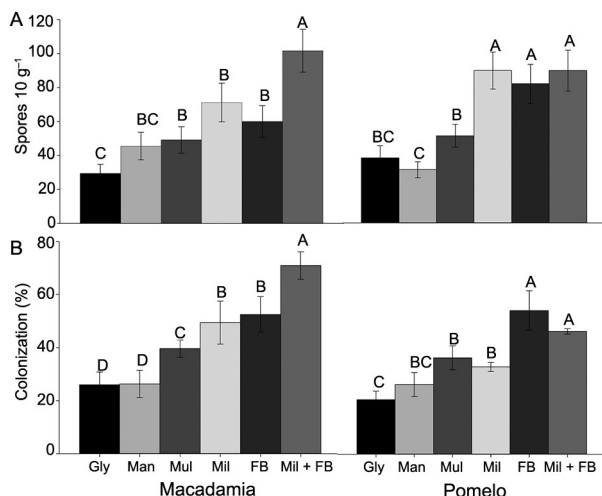 A
Spores 10 g⁻¹
120
100
80
60
40
20
0
C BC B B B A
BC C B A A A
B
Colonization (%)
80
60
40
20
0
D D C B B A
C BC B B A A
Gly Man Mul Mil FB Mil + FB
Gly Man Mul Mil FB Mil + FB
Macadamia Pomelo